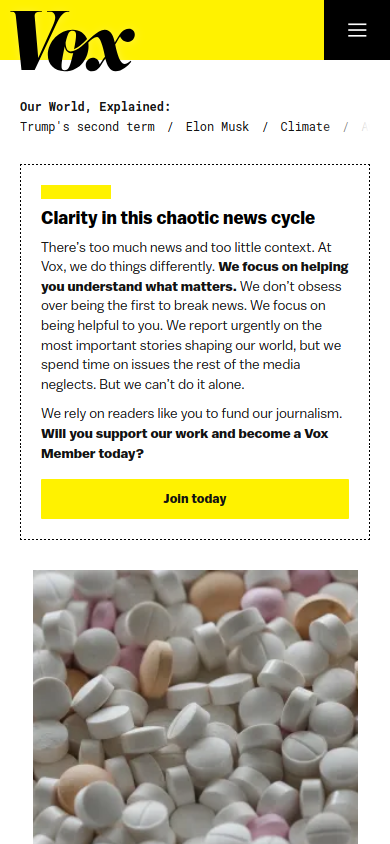 Vox
Our World, Explained:
Trump's second term / Elon Musk / Climate /
Clarity in this chaotic news cycle
There's too much news and too little context. At
Vox, we do things differently. We focus on helping
you understand what matters. We don't obsess
over being the first to break news. We focus on
being helpful to you. We report urgently on the
most important stories shaping our world, but we
spend time on issues the rest of the media
neglects. But we can't do it alone.
We rely on readers like you to fund our journalism.
Will you support our work and become a Vox
Member today?
Join today